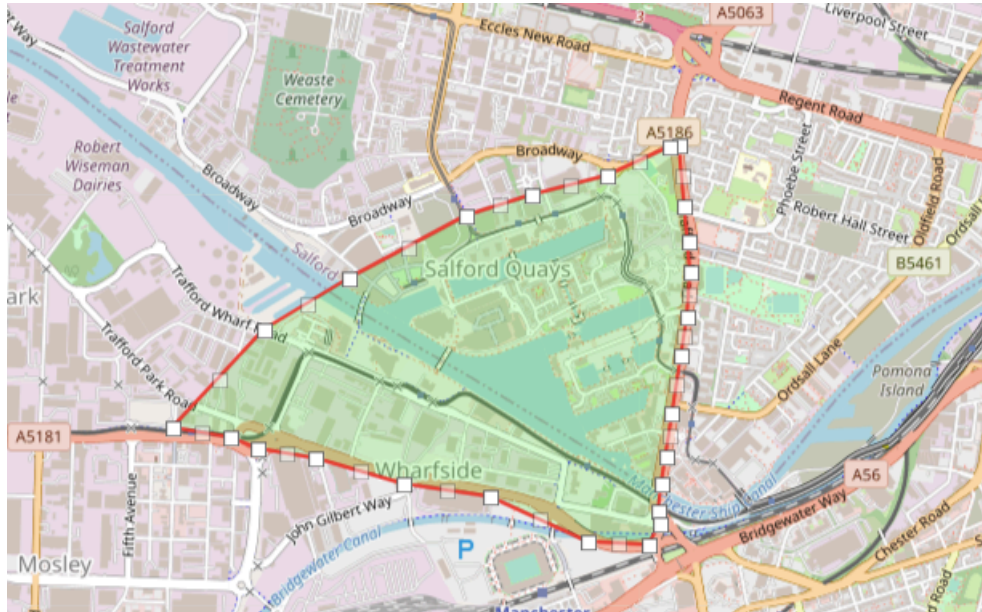 A5063
Liverpool Street
Eccles New Road
Salford
Wastewater
Treatment
Works
Weaste
Cemetery
Regent Road
A5186
Robert
Wiseman
Dairies
Broadway
Phoebe Street
Broadway
Broadway
Robert Hall Street
Oldfield Road
Salford
B5461
Salford Quays
Trafford Wharf Road
Trafford Park Road
Ordsall Lane
Pomona
Island
A5181
Wharfside
A56
Manchester Ship Canal
Fifth Avenue
John Gilbert Way
Bridgewater Way
Chester Road
Bridgewater Canal
P
Mosley
Road
Manchester